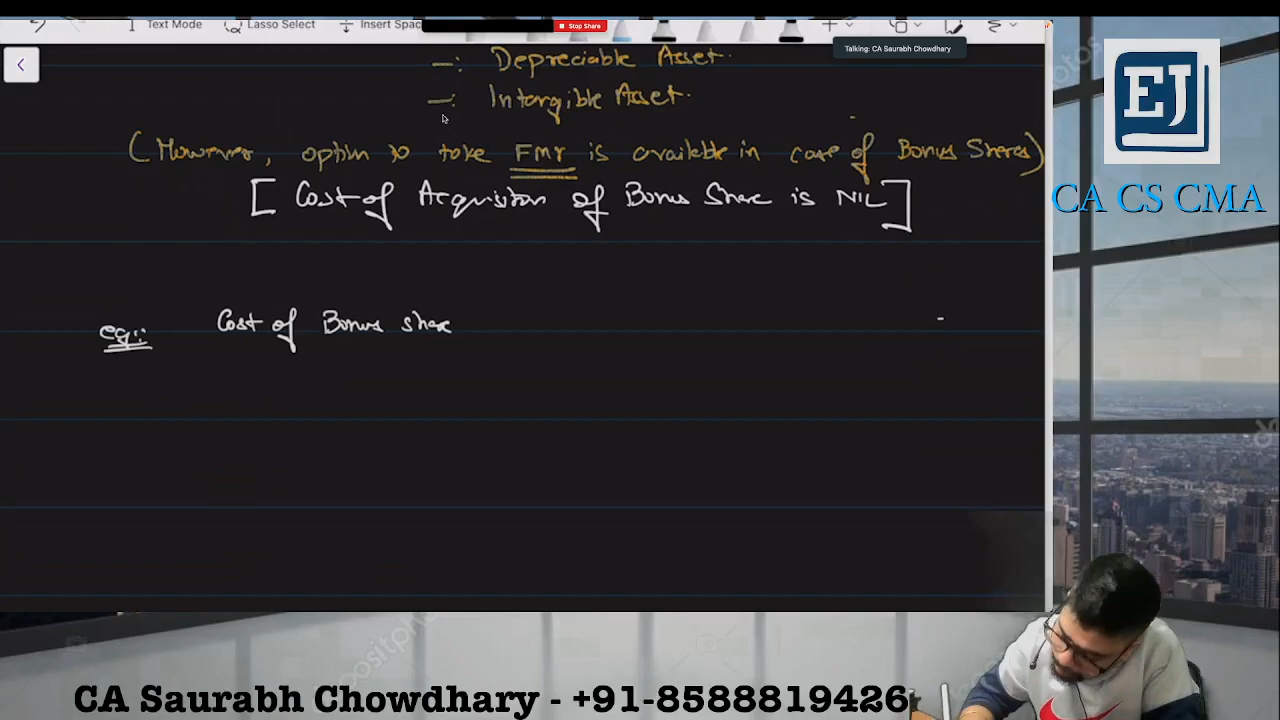 Text Mode Lasso Select Insert Spac Stop Share
Talking: CA Saurabh Chowdhary
—: Depreciable Asset.
—: Intangible Asset.
(However, option to take FMV is available in case of Bonus Shares)
[Cost of Acquisition of Bonus Share is NIL]
eg:: Cost of Bonus share
EJ
CA CS CMA
CA Saurabh Chowdhary - +91-8588819426